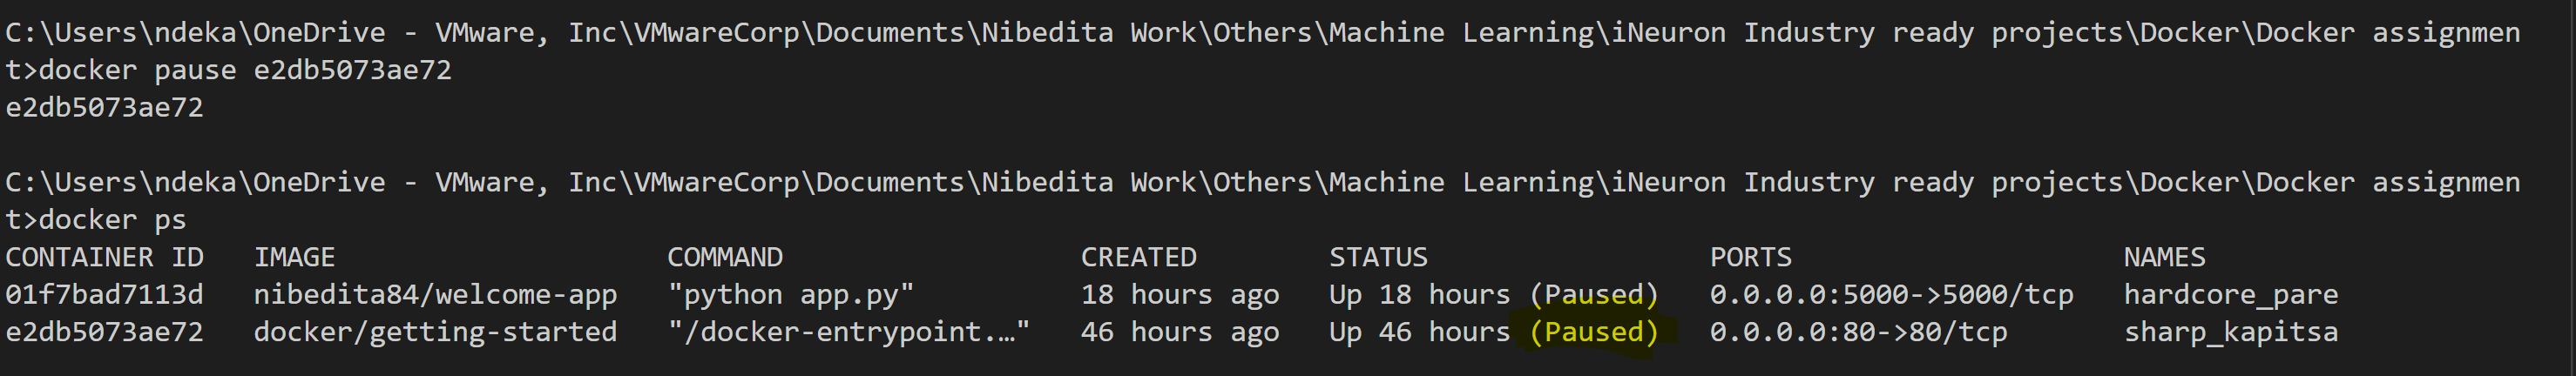 C:\Users\ndeka\OneDrive - VMware, Inc\VMwareCorp\Documents\Nibedita Work\Others\Machine Learning\iNeuron Industry ready projects\Docker\Docker assignmen
t>docker pause e2db5073ae72
e2db5073ae72
C:\Users\ndeka\OneDrive - VMware, Inc\VMwareCorp\Documents\Nibedita Work\Others\Machine Learning\iNeuron Industry ready projects\Docker\Docker assignmen
t>docker ps
CONTAINER ID   IMAGE                    COMMAND                  CREATED        STATUS                 PORTS                    NAMES
01f7bad7113d   nibedita84/welcome-app   "python app.py"          18 hours ago   Up 18 hours (Paused)   0.0.0.0:5000->5000/tcp   hardcore_pare
e2db5073ae72   docker/getting-started   "/docker-entrypoint.…"   46 hours ago   Up 46 hours (Paused)   0.0.0.0:80->80/tcp       sharp_kapitsa